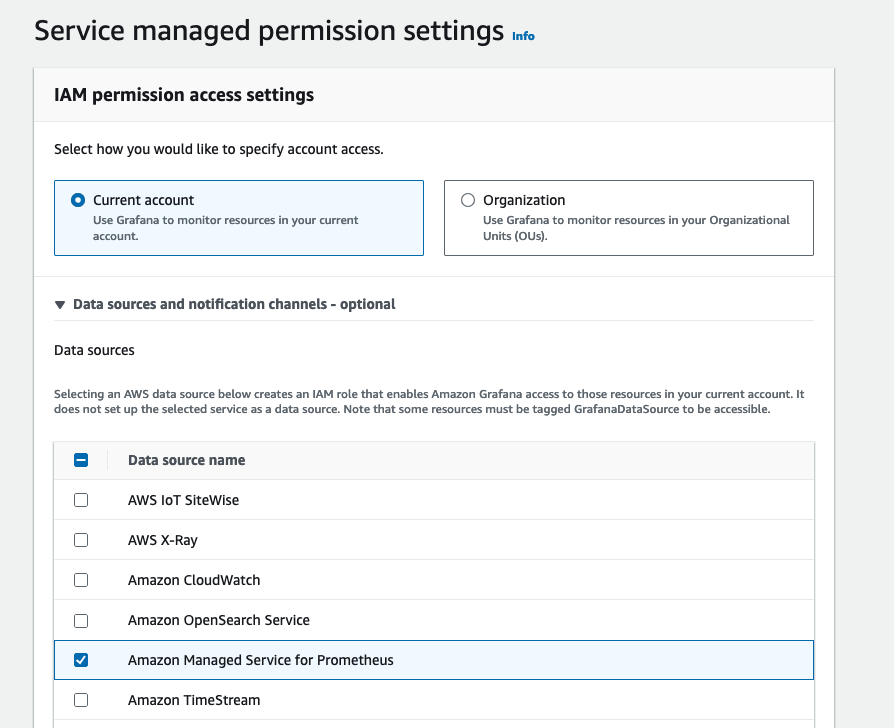 Service managed permission settings Info
IAM permission access settings
Select how you would like to specify account access.
Current account
Use Grafana to monitor resources in your current
account.
Organization
Use Grafana to monitor resources in your Organizational
Units (OUs).
Data sources and notification channels - optional
Data sources
Selecting an AWS data source below creates an IAM role that enables Amazon Grafana access to those resources in your current account. It
does not set up the selected service as a data source. Note that some resources must be tagged GrafanaDataSource to be accessible.
Data source name
AWS IoT SiteWise
AWS X-Ray
Amazon CloudWatch
Amazon OpenSearch Service
Amazon Managed Service for Prometheus
Amazon TimeStream